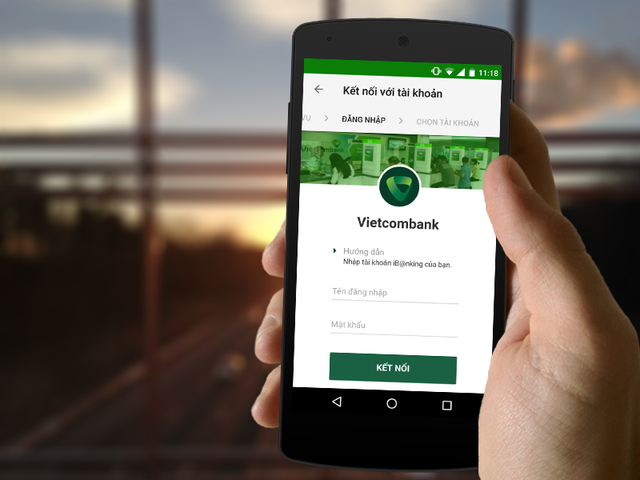 11:18
Kết nối với tài khoản
VỤ > ĐĂNG NHẬP > CHỌN TÀI KHOẢN
Vietcombank
Hướng dẫn
Nhập tài khoản iB@nking của bạn.
Tên đăng nhập
Mật khẩu
KẾT NỐI